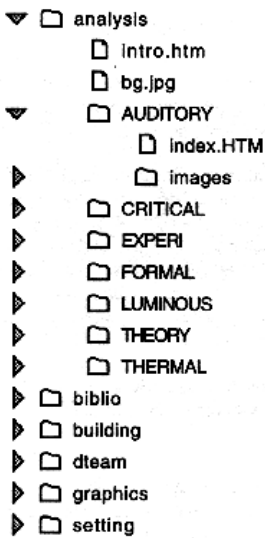 analysis
intro.htm
bg.jpg
AUDITORY
index.HTM
images
CRITICAL
EXPERI
FORMAL
LUMINOUS
THEORY
THERMAL
biblio
building
dteam
graphics
setting